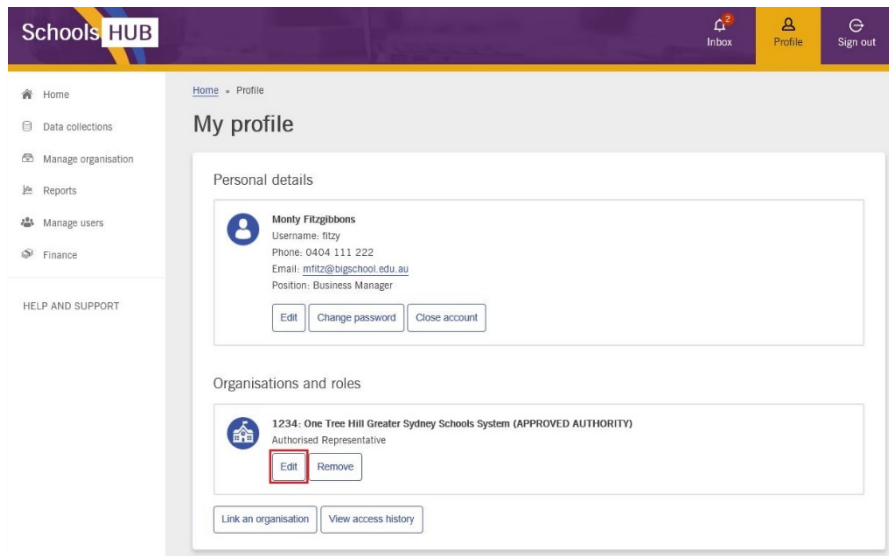 Schools HUB
2
Inbox
Profile
Sign out
Home
Data collections
Manage organisation
Reports
Manage users
Finance
HELP AND SUPPORT
Home • Profile
My profile
Personal details
Monty Fitzgibbons
Username: fitzy
Phone: 0404 111 222
Email: mfitz@bigschool.edu.au
Position: Business Manager
Edit Change password Close account
Organisations and roles
1234: One Tree Hill Greater Sydney Schools System (APPROVED AUTHORITY)
Authorised Representative
Edit Remove
Link an organisation View access history